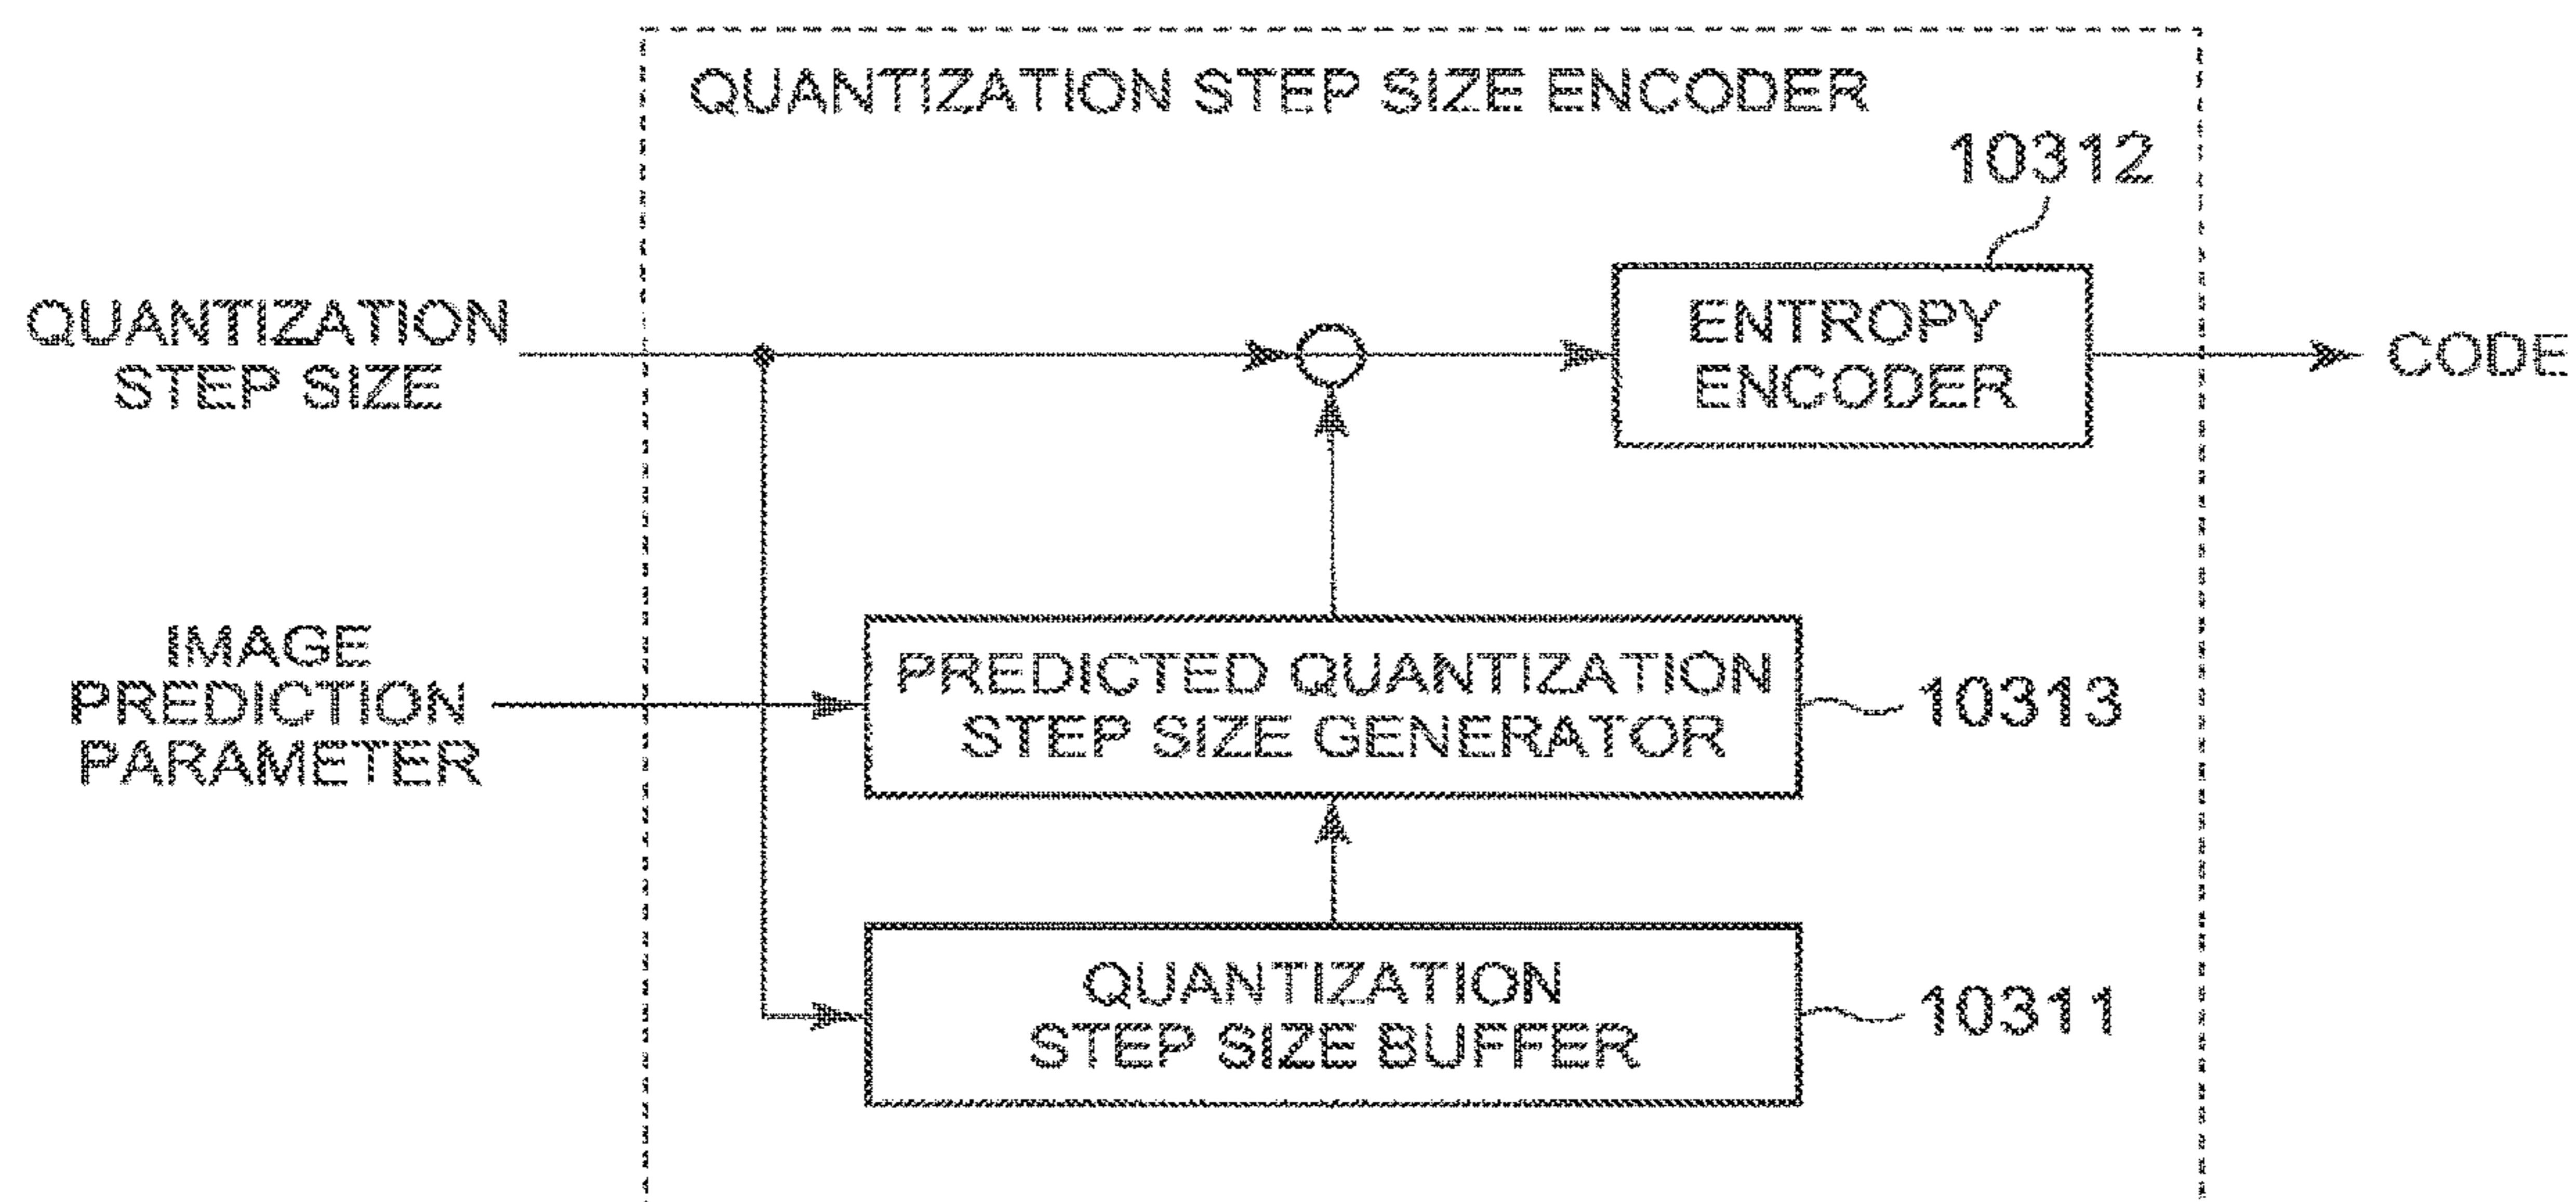 QUANTIZATION STEP SIZE ENCODER
10312
QUANTIZATION
STEP SIZE
ENTROPY
ENCODER
CODE
IMAGE
PREDICTION
PARAMETER
PREDICTED QUANTIZATION
STEP SIZE GENERATOR
10313
QUANTIZATION
STEP SIZE BUFFER
10311